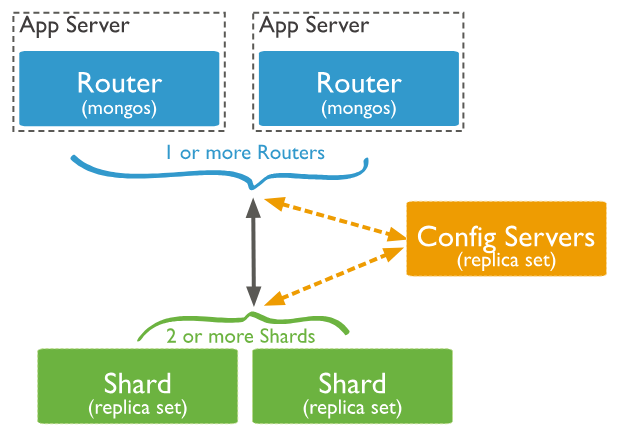 App Server
App Server
Router
(mongos)
Router
(mongos)
1 or more Routers
Config Servers
(replica set)
2 or more Shards
Shard
(replica set)
Shard
(replica set)